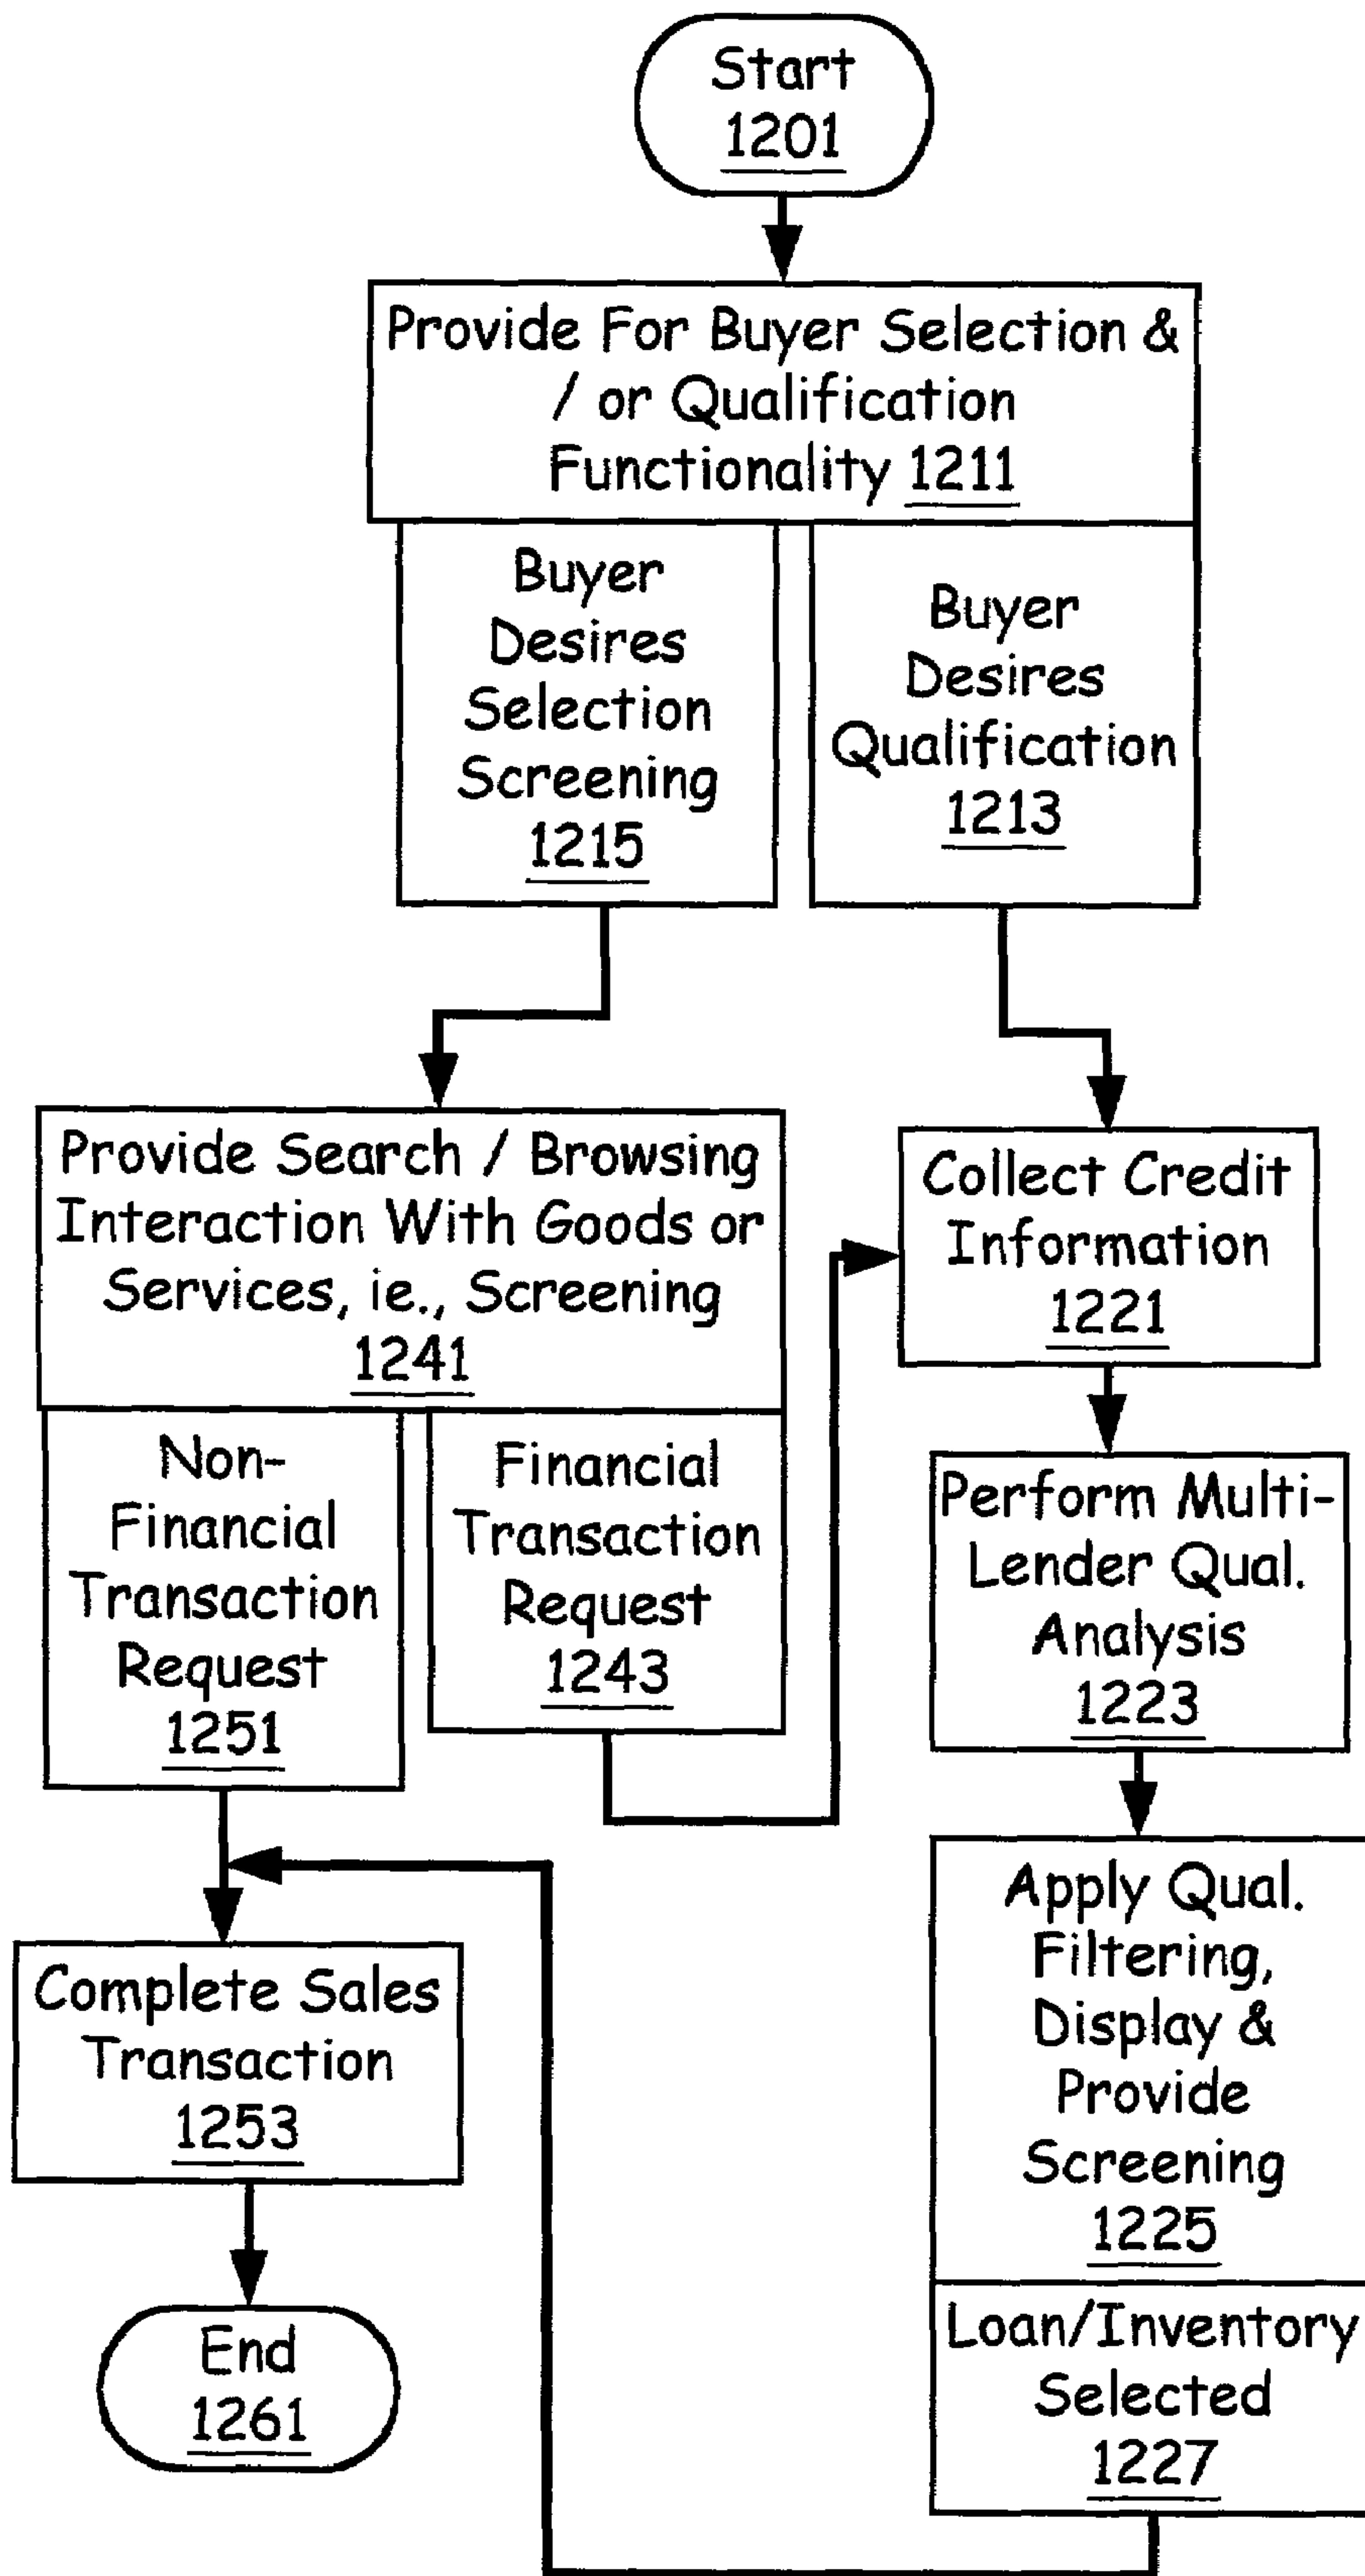 Start
1201
Provide For Buyer Selection &
/ or Qualification
Functionality 1211
Buyer
Desires
Selection
Screening
1215
Buyer
Desires
Qualification
1213
Provide Search / Browsing
Interaction With Goods or
Services, ie., Screening
1241
Non-
Financial
Transaction
Request
1251
Financial
Transaction
Request
1243
Collect Credit
Information
1221
Perform Multi-
Lender Qual.
Analysis
1223
Apply Qual.
Filtering,
Display &
Provide
Screening
1225
Loan/Inventory
Selected
1227
Complete Sales
Transaction
1253
End
1261